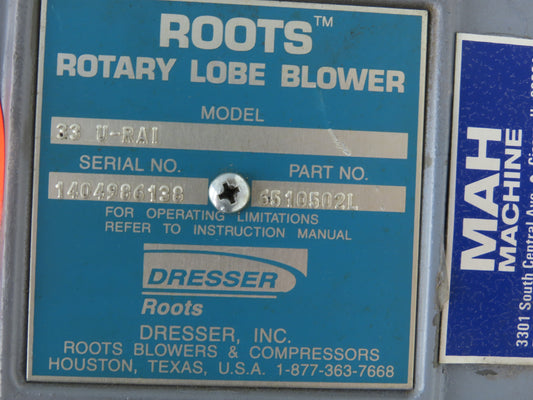 ROOTS™
ROTARY LOBE BLOWER
MODEL
33 U-RAI
SERIAL NO. PART NO.
1404986138 6510502L
FOR OPERATING LIMITATIONS
REFER TO INSTRUCTION MANUAL
DRESSER
Roots
DRESSER, INC.
ROOTS BLOWERS & COMPRESSORS
HOUSTON, TEXAS, U.S.A. 1-877-363-7668
MAH
MACHINE
3301 South Central Ave.